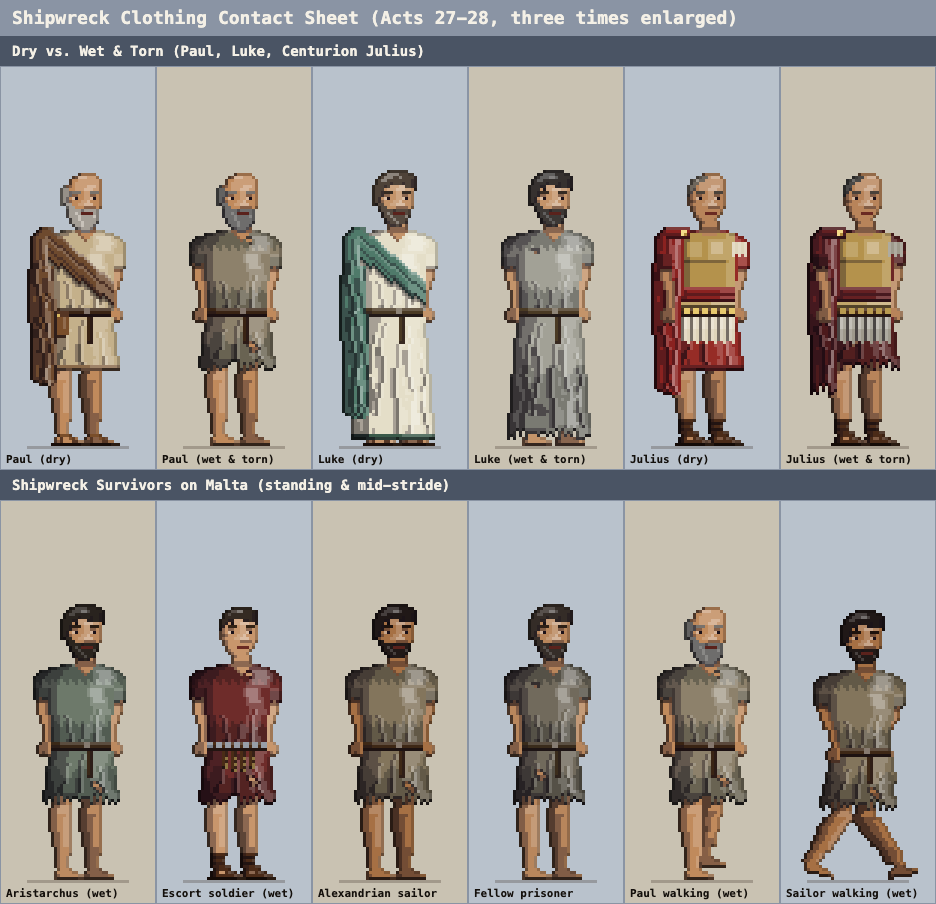 Shipwreck Clothing Contact Sheet (Acts 27–28, three times enlarged)
Dry vs. Wet & Torn (Paul, Luke, Centurion Julius)
Paul (dry)
Paul (wet & torn)
Luke (dry)
Luke (wet & torn)
Julius (dry)
Julius (wet & torn)
Shipwreck Survivors on Malta (standing & mid–stride)
Aristarchus (wet)
Escort soldier (wet)
Alexandrian sailor
Fellow prisoner
Paul walking (wet)
Sailor walking (wet)